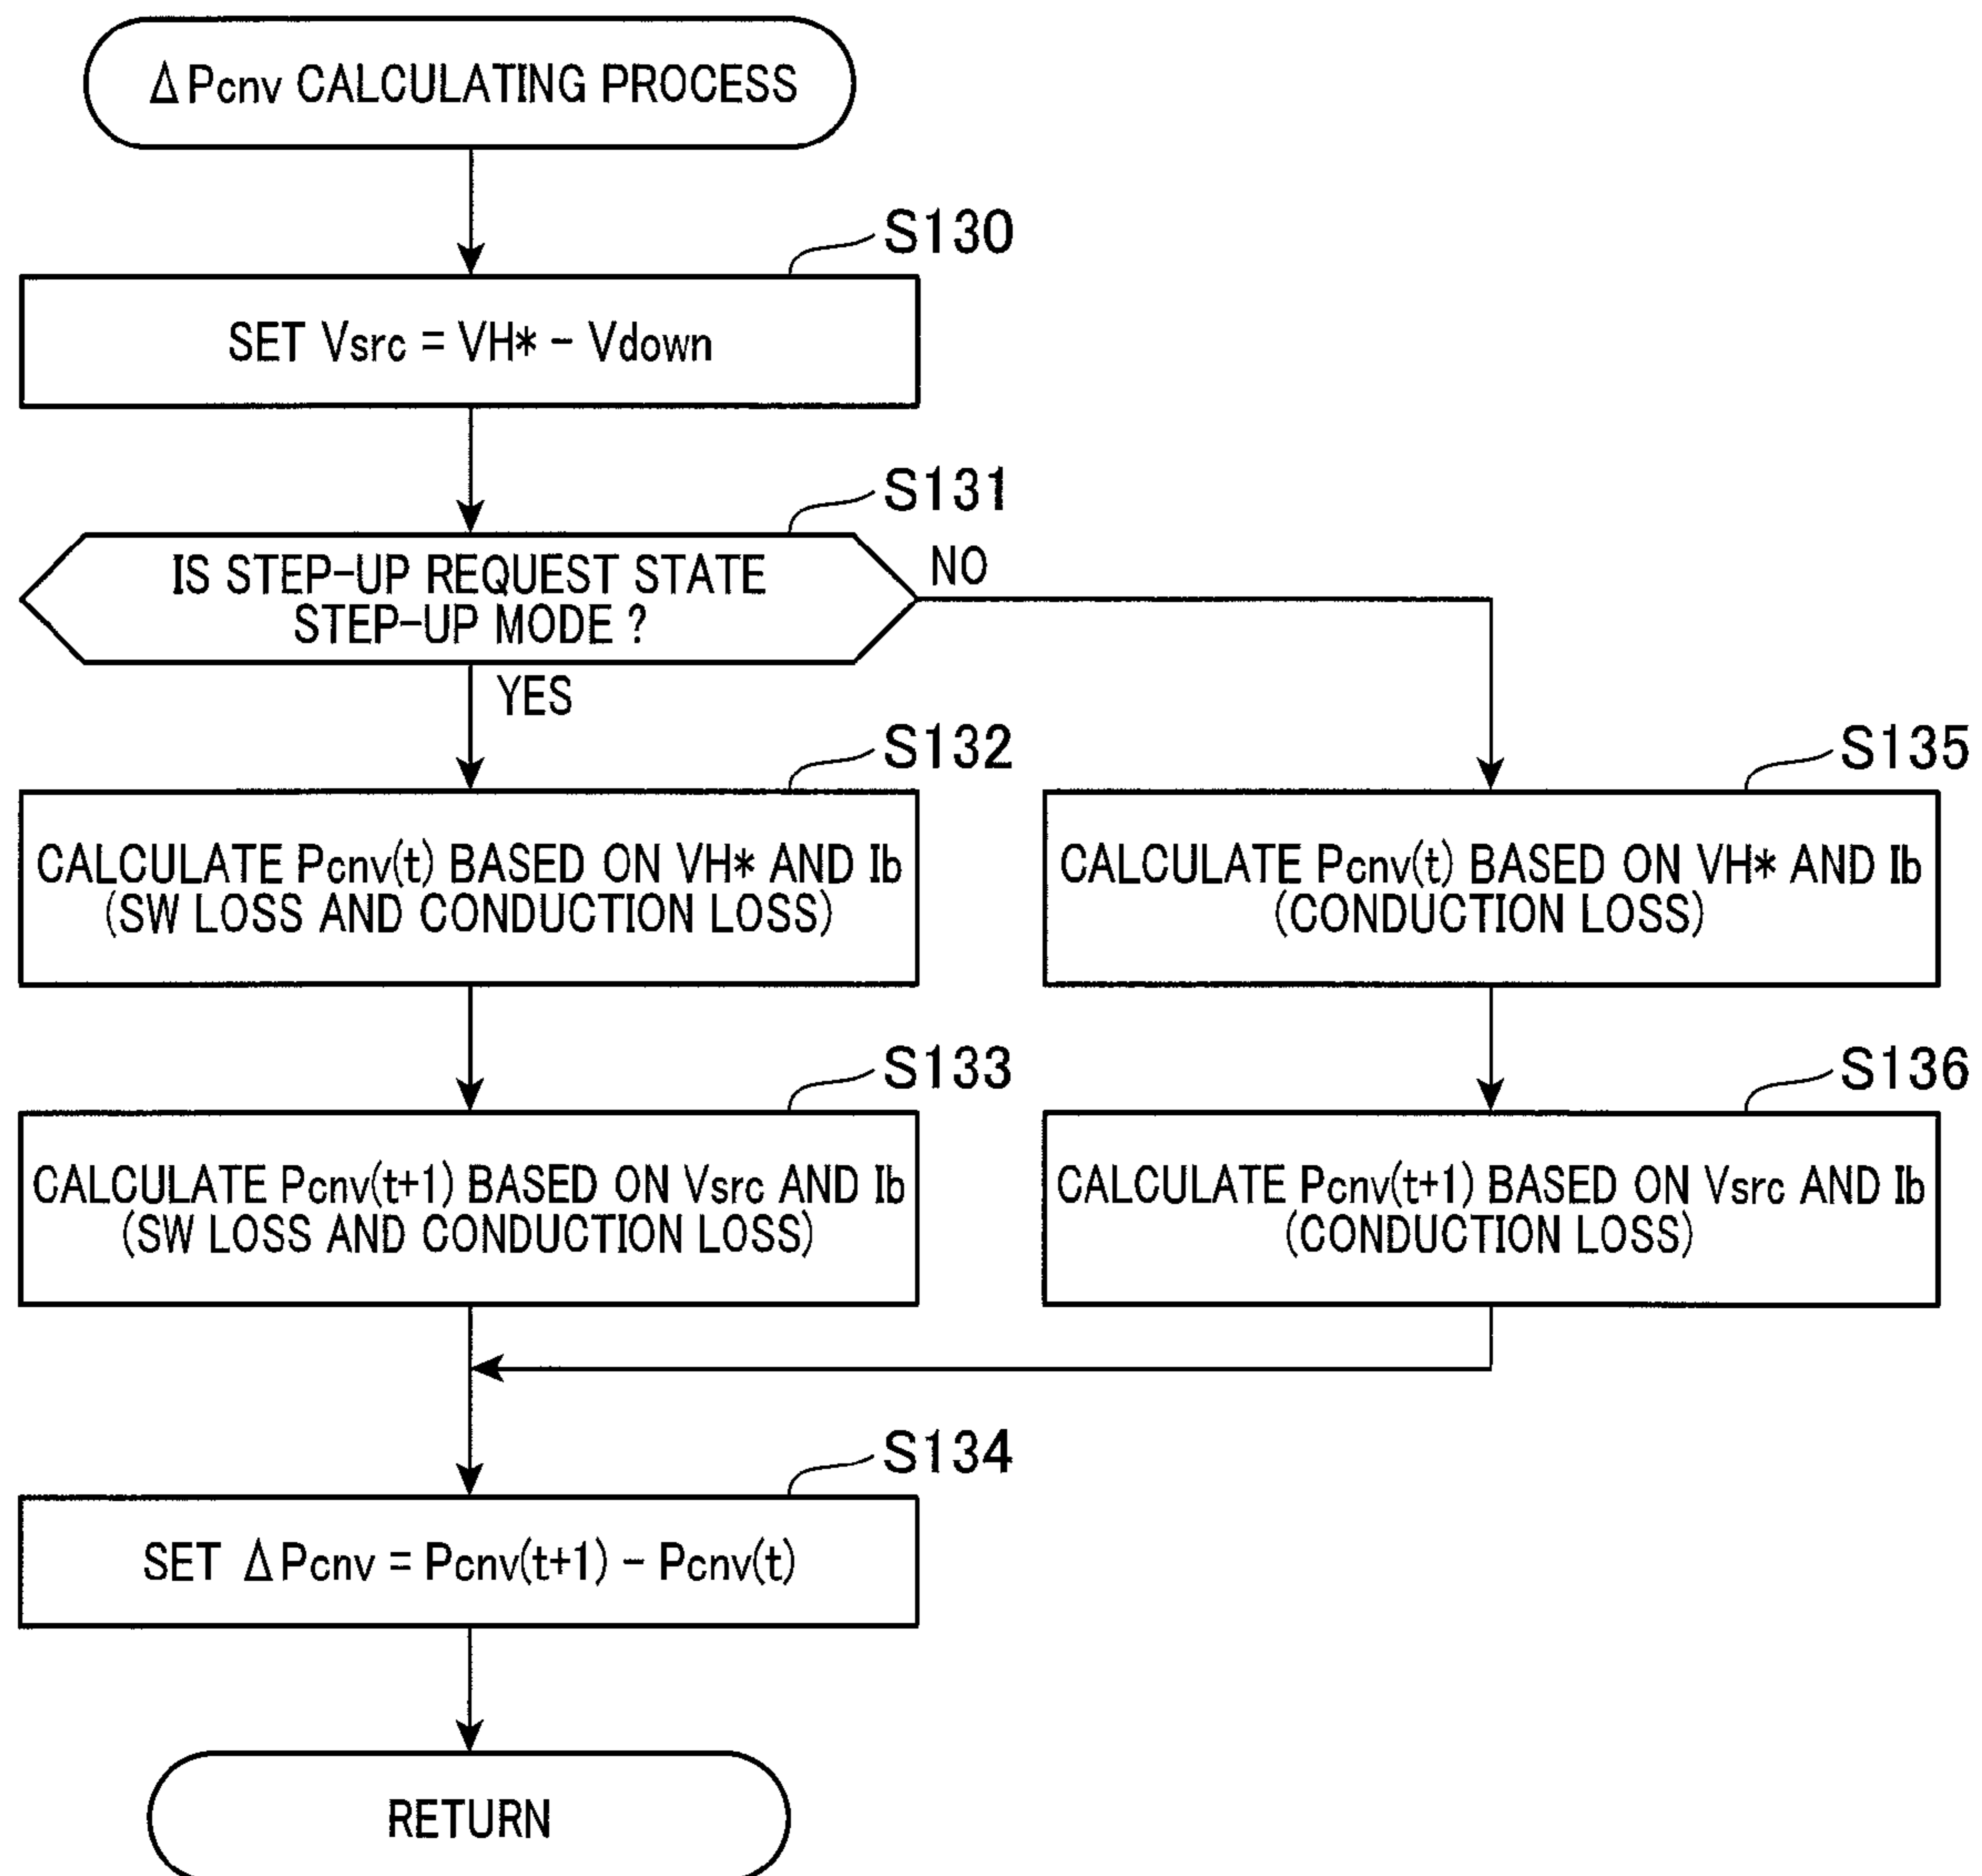 Δ Pcnv CALCULATING PROCESS
S130
SET Vsrc = VH* - Vdown
S131
IS STEP-UP REQUEST STATE
STEP-UP MODE ?
NO
YES
S132
CALCULATE Pcnv(t) BASED ON VH* AND Ib
(SW LOSS AND CONDUCTION LOSS)
S135
CALCULATE Pcnv(t) BASED ON VH* AND Ib
(CONDUCTION LOSS)
S133
CALCULATE Pcnv(t+1) BASED ON Vsrc AND Ib
(SW LOSS AND CONDUCTION LOSS)
S136
CALCULATE Pcnv(t+1) BASED ON Vsrc AND Ib
(CONDUCTION LOSS)
S134
SET Δ Pcnv = Pcnv(t+1) - Pcnv(t)
RETURN